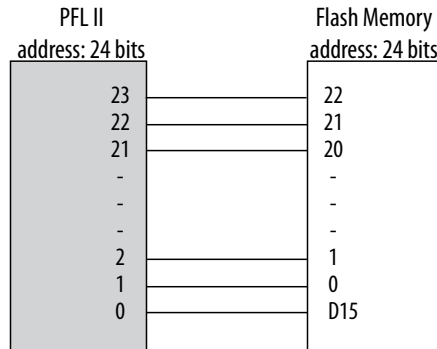 PFL II Flash Memory
address: 24 bits address: 24 bits
23 22
22 21
21 20
- -
- -
- -
2 1
1 0
0 D15